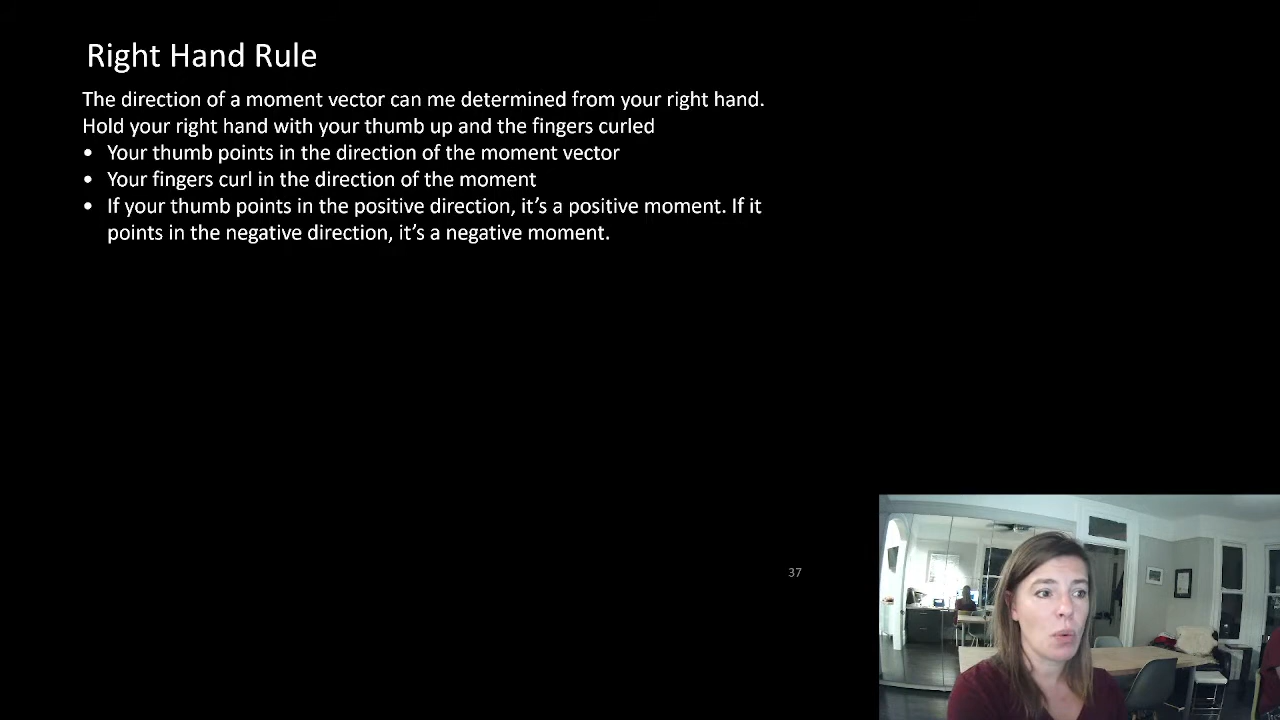 Right Hand Rule
The direction of a moment vector can me determined from your right hand.
Hold your right hand with your thumb up and the fingers curled
• Your thumb points in the direction of the moment vector
• Your fingers curl in the direction of the moment
• If your thumb points in the positive direction, it’s a positive moment. If it
points in the negative direction, it’s a negative moment.
37